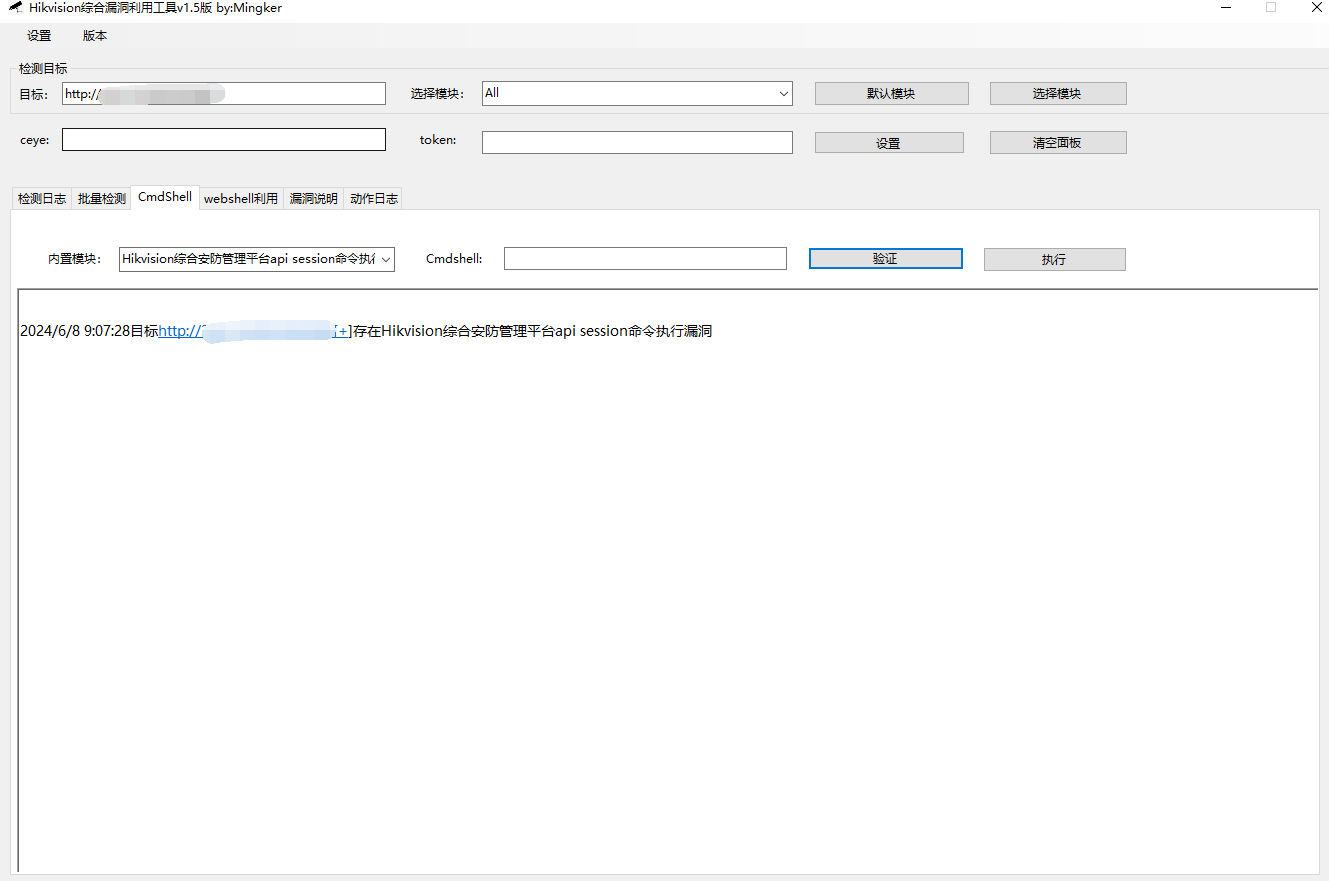 Hikvision综合漏洞利用工具v1.5版 by:Mingker
设置 版本
检测目标
目标: http:// 选择模块: All 默认模块 选择模块
ceye: token: 设置 清空面板
检测日志 批量检测 CmdShell webshell利用 漏洞说明 动作日志
内置模块: Hikvision综合安防管理平台api session命令执行 Cmdshell: 验证 执行
2024/6/8 9:07:28目标http:// [+]存在Hikvision综合安防管理平台api session命令执行漏洞